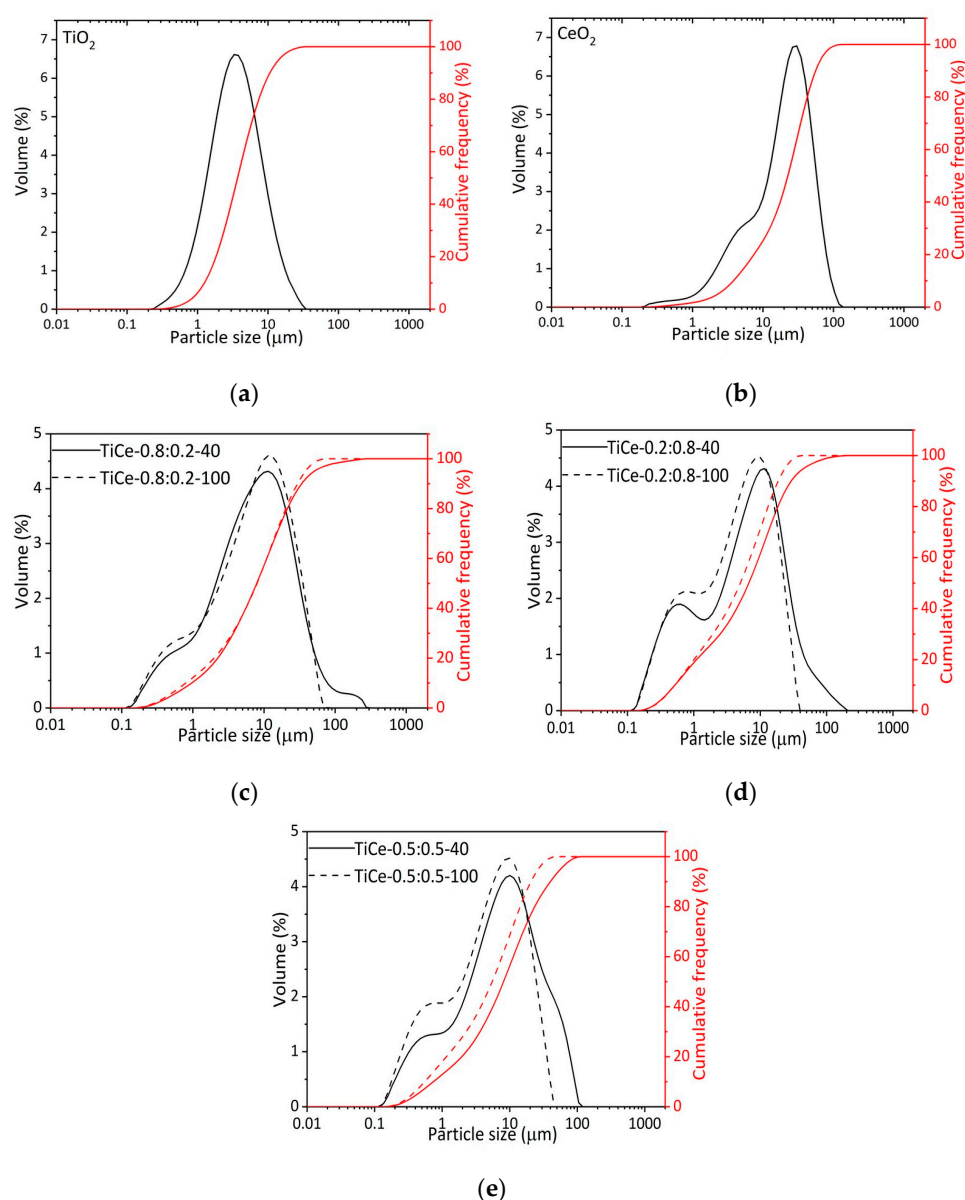 TiO2
7
6
5
4
3
2
1
0
Volume (%)
100
80
60
40
20
0
Cumulative frequency (%)
0.01 0.1 1 10 100 1000
Particle size (μm)
(a)
CeO2
7
6
5
4
3
2
1
0
Volume (%)
100
80
60
40
20
0
Cumulative frequency (%)
0.01 0.1 1 10 100 1000
Particle size (μm)
(b)
TiCe-0.8:0.2-40
TiCe-0.8:0.2-100
5
4
3
2
1
0
Volume (%)
100
80
60
40
20
0
Cumulative frequency (%)
0.01 0.1 1 10 100 1000
Particle size (μm)
(c)
TiCe-0.2:0.8-40
TiCe-0.2:0.8-100
5
4
3
2
1
0
Volume (%)
100
80
60
40
20
0
Cumulative frequency (%)
0.01 0.1 1 10 100 1000
Particle size (μm)
(d)
TiCe-0.5:0.5-40
TiCe-0.5:0.5-100
5
4
3
2
1
0
Volume (%)
100
80
60
40
20
0
Cumulative frequency (%)
0.01 0.1 1 10 100 1000
Particle size (μm)
(e)